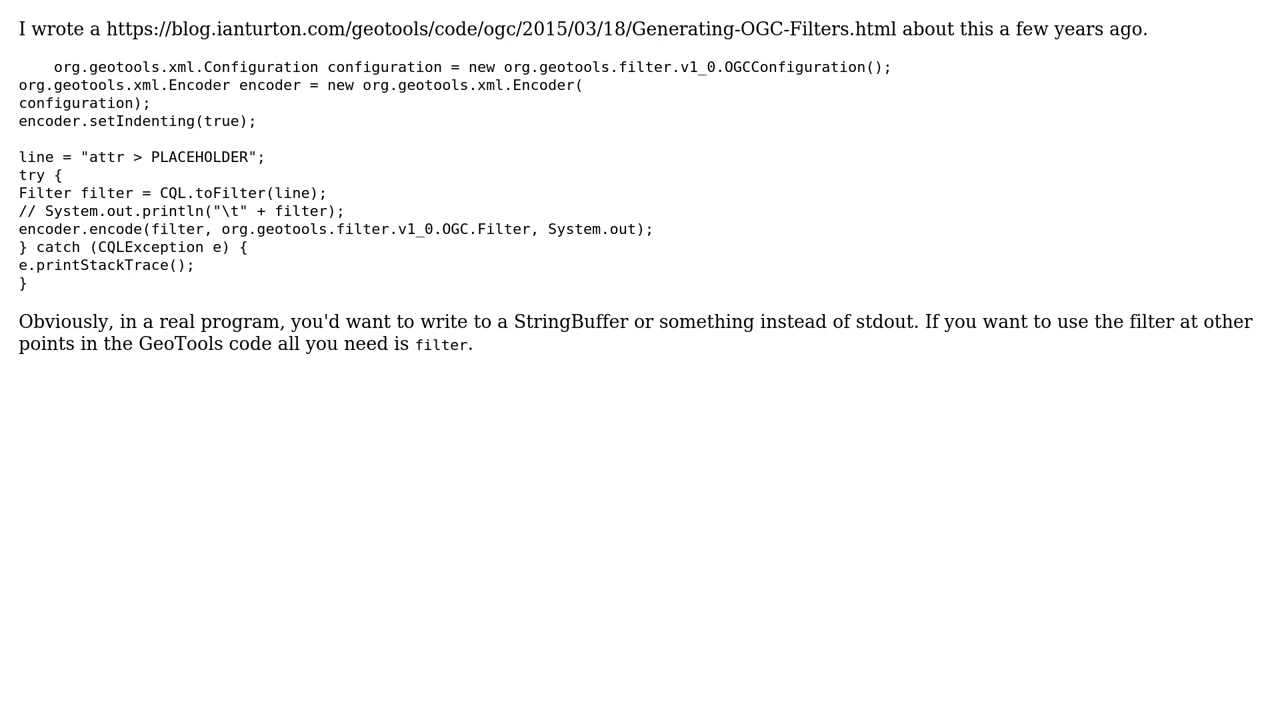 I wrote a https://blog.ianturton.com/geotools/code/ogc/2015/03/18/Generating-OGC-Filters.html about this a few years ago.
    org.geotools.xml.Configuration configuration = new org.geotools.filter.v1_0.OGCConfiguration();
org.geotools.xml.Encoder encoder = new org.geotools.xml.Encoder(
configuration);
encoder.setIndenting(true);

line = "attr > PLACEHOLDER";
try {
Filter filter = CQL.toFilter(line);
// System.out.println("\t" + filter);
encoder.encode(filter, org.geotools.filter.v1_0.OGC.Filter, System.out);
} catch (CQLException e) {
e.printStackTrace();
}
Obviously, in a real program, you'd want to write to a StringBuffer or something instead of stdout. If you want to use the filter at other
points in the GeoTools code all you need is filter.